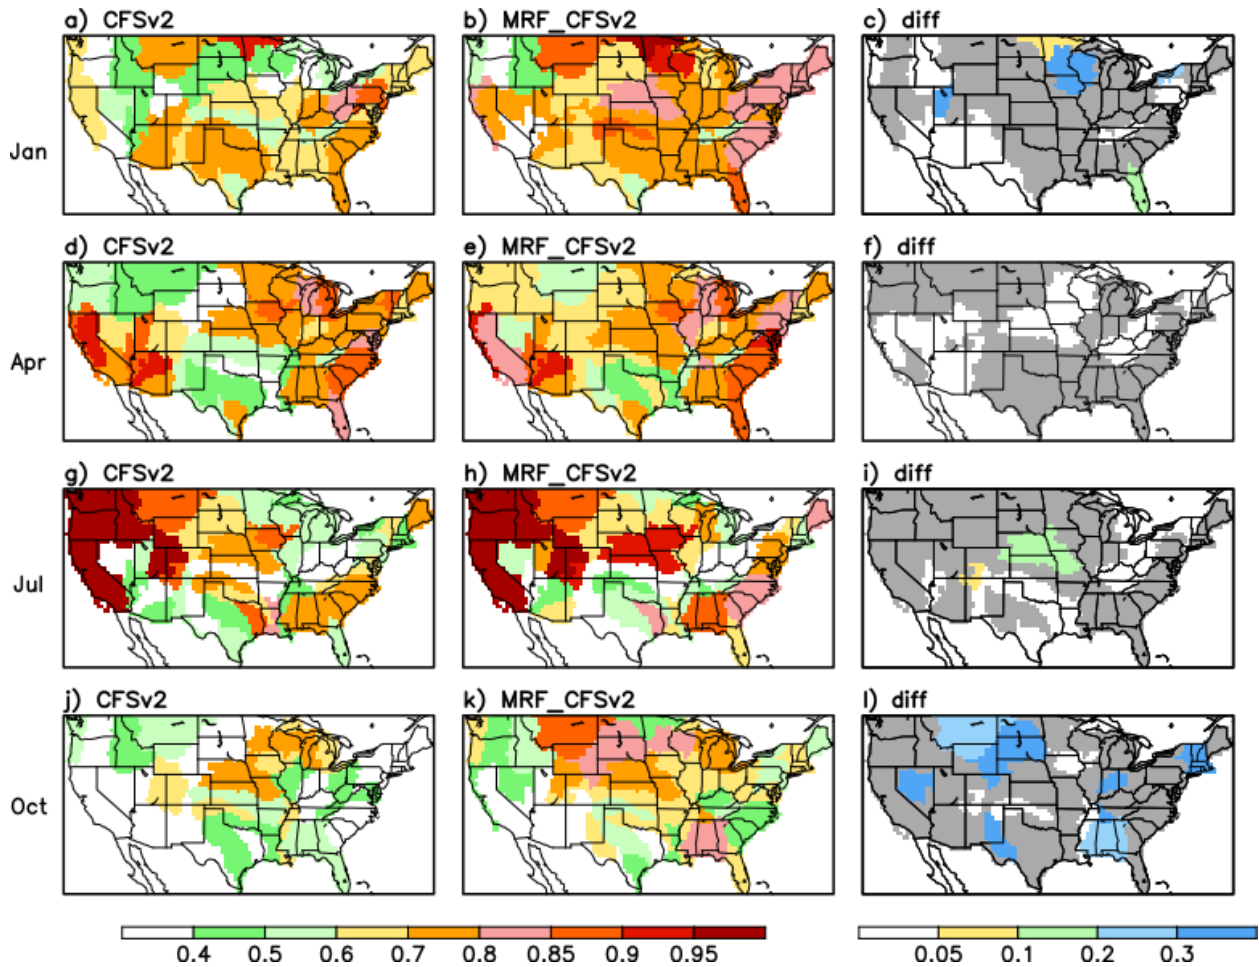 a) CFSv2 b) MRF_CFSv2 c) diff
Jan
d) CFSv2 e) MRF_CFSv2 f) diff
Apr
g) CFSv2 h) MRF_CFSv2 i) diff
Jul
j) CFSv2 k) MRF_CFSv2 l) diff
Oct
0.4 0.5 0.6 0.7 0.8 0.85 0.9 0.95 0.05 0.1 0.2 0.3